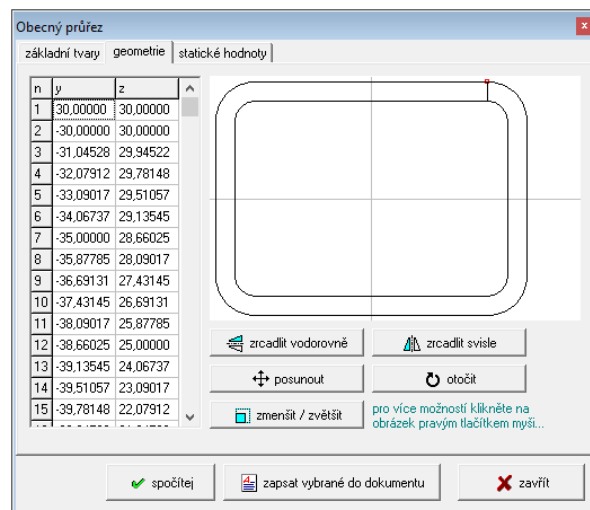 Obecný průřez
základní tvary geometrie statické hodnoty
n y z
1 30,00000 30,00000
2 -30,00000 30,00000
3 -31,04528 29,94522
4 -32,07912 29,78148
5 -33,09017 29,51057
6 -34,06737 29,13545
7 -35,00000 28,66025
8 -35,87785 28,09017
9 -36,69131 27,43145
10 -37,43145 26,69131
11 -38,09017 25,87785
12 -38,66025 25,00000
13 -39,13545 24,06737
14 -39,51057 23,09017
15 -39,78148 22,07912
zrcadlit vodorovně zrcadlit svisle
posunout otočit
zmenšit / zvětšit
pro více možností klikněte na
obrázek pravým tlačítkem myši...
spočítej zapsat vybrané do dokumentu zavřít